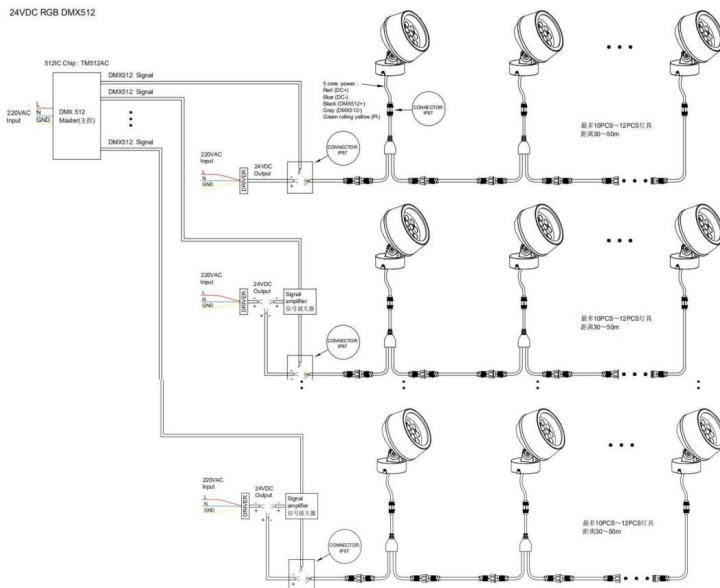 24VDC RGB DMX512
512IC Chip : TM512AC
DMX512 Signal
DMX512 Signal
DMX512 Signal
220VAC
Input
L
N
GND
DMX 512
Master(主控)
5 core power :
Red (DC+)
Blue (DC-)
Black (DMX512+)
Gray (DMX512-)
Green rolling yellow (PI)
CONNECTOR:
IP67
CONNECTOR:
IP67
220VAC
Input
L
N
GND
DRIVER
24VDC
Output
+
-
最多10PCS～12PCS灯具
距离30～50m
220VAC
Input
L
N
GND
DRIVER
24VDC
Output
Signal
amplifier
信号放大器
CONNECTOR:
IP67
最多10PCS～12PCS灯具
距离30～50m
220VAC
Input
L
N
GND
DRIVER
24VDC
Output
Signal
amplifier
信号放大器
CONNECTOR:
IP67
最多10PCS～12PCS灯具
距离30～50m